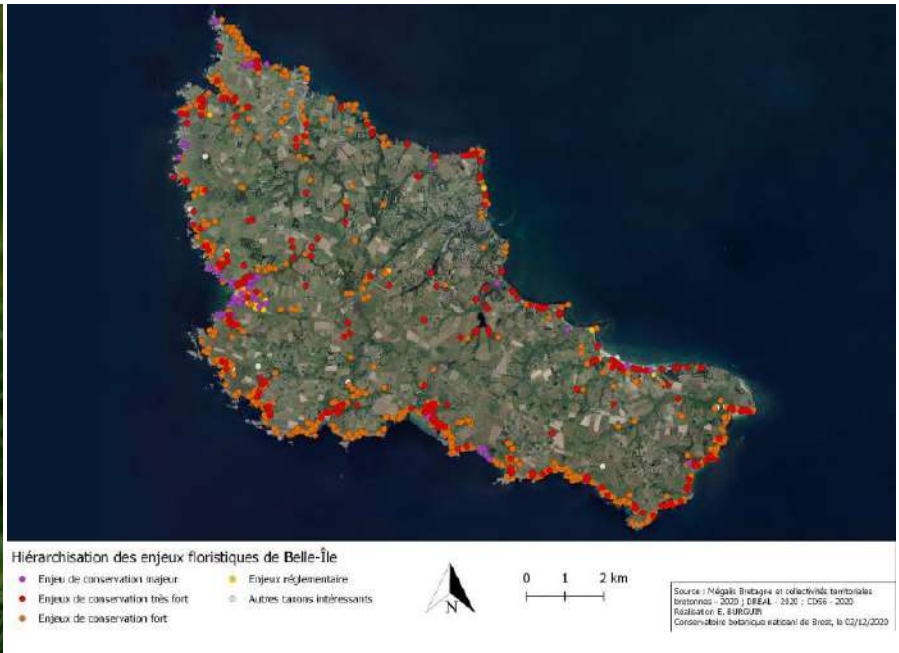 Hiérarchisation des enjeux floristiques de Belle-Île
Enjeu de conservation majeur
Enjeux de conservation très fort
Enjeux de conservation fort
Enjeux réglementaire
Autres taxons intéressants
N
0 1 2 km
Source : Mégalis Bretagne et collectivités territoriales
bretonnes - 2020 ; DREAL - 2020 ; CD56 - 2020
Réalisation E. BURGUIN
Conservatoire botanique national de Brest, le 02/12/2020